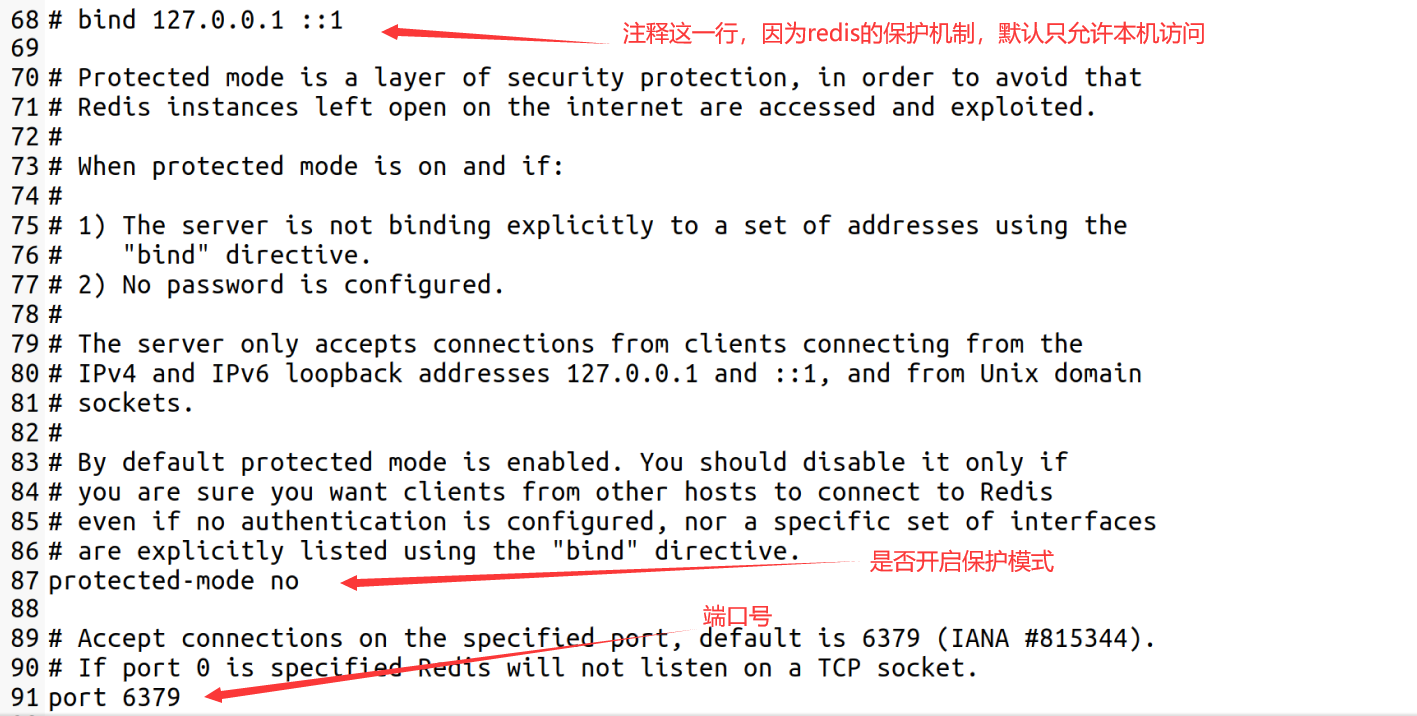 68 # bind 127.0.0.1 ::1
注释这一行，因为redis的保护机制，默认只允许本机访问
69
70 # Protected mode is a layer of security protection, in order to avoid that
71 # Redis instances left open on the internet are accessed and exploited.
72 #
73 # When protected mode is on and if:
74 #
75 # 1) The server is not binding explicitly to a set of addresses using the
76 #    "bind" directive.
77 # 2) No password is configured.
78 #
79 # The server only accepts connections from clients connecting from the
80 # IPv4 and IPv6 loopback addresses 127.0.0.1 and ::1, and from Unix domain
81 # sockets.
82 #
83 # By default protected mode is enabled. You should disable it only if
84 # you are sure you want clients from other hosts to connect to Redis
85 # even if no authentication is configured, nor a specific set of interfaces
86 # are explicitly listed using the "bind" directive.
是否开启保护模式
87 protected-mode no
88
端口号
89 # Accept connections on the specified port, default is 6379 (IANA #815344).
90 # If port 0 is specified Redis will not listen on a TCP socket.
91 port 6379